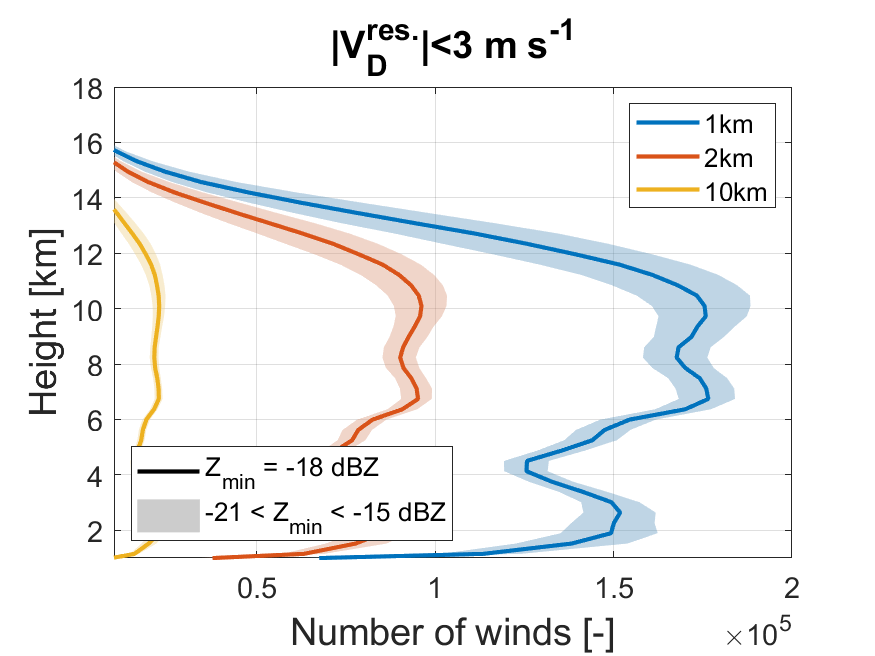 |V_D^res.|<3 m s^-1
18
16
14
12
10
8
6
4
2
Height [km]
1km
2km
10km
Z_min = -18 dBZ
-21 < Z_min < -15 dBZ
0.5
1
1.5
2
×10^5
Number of winds [-]